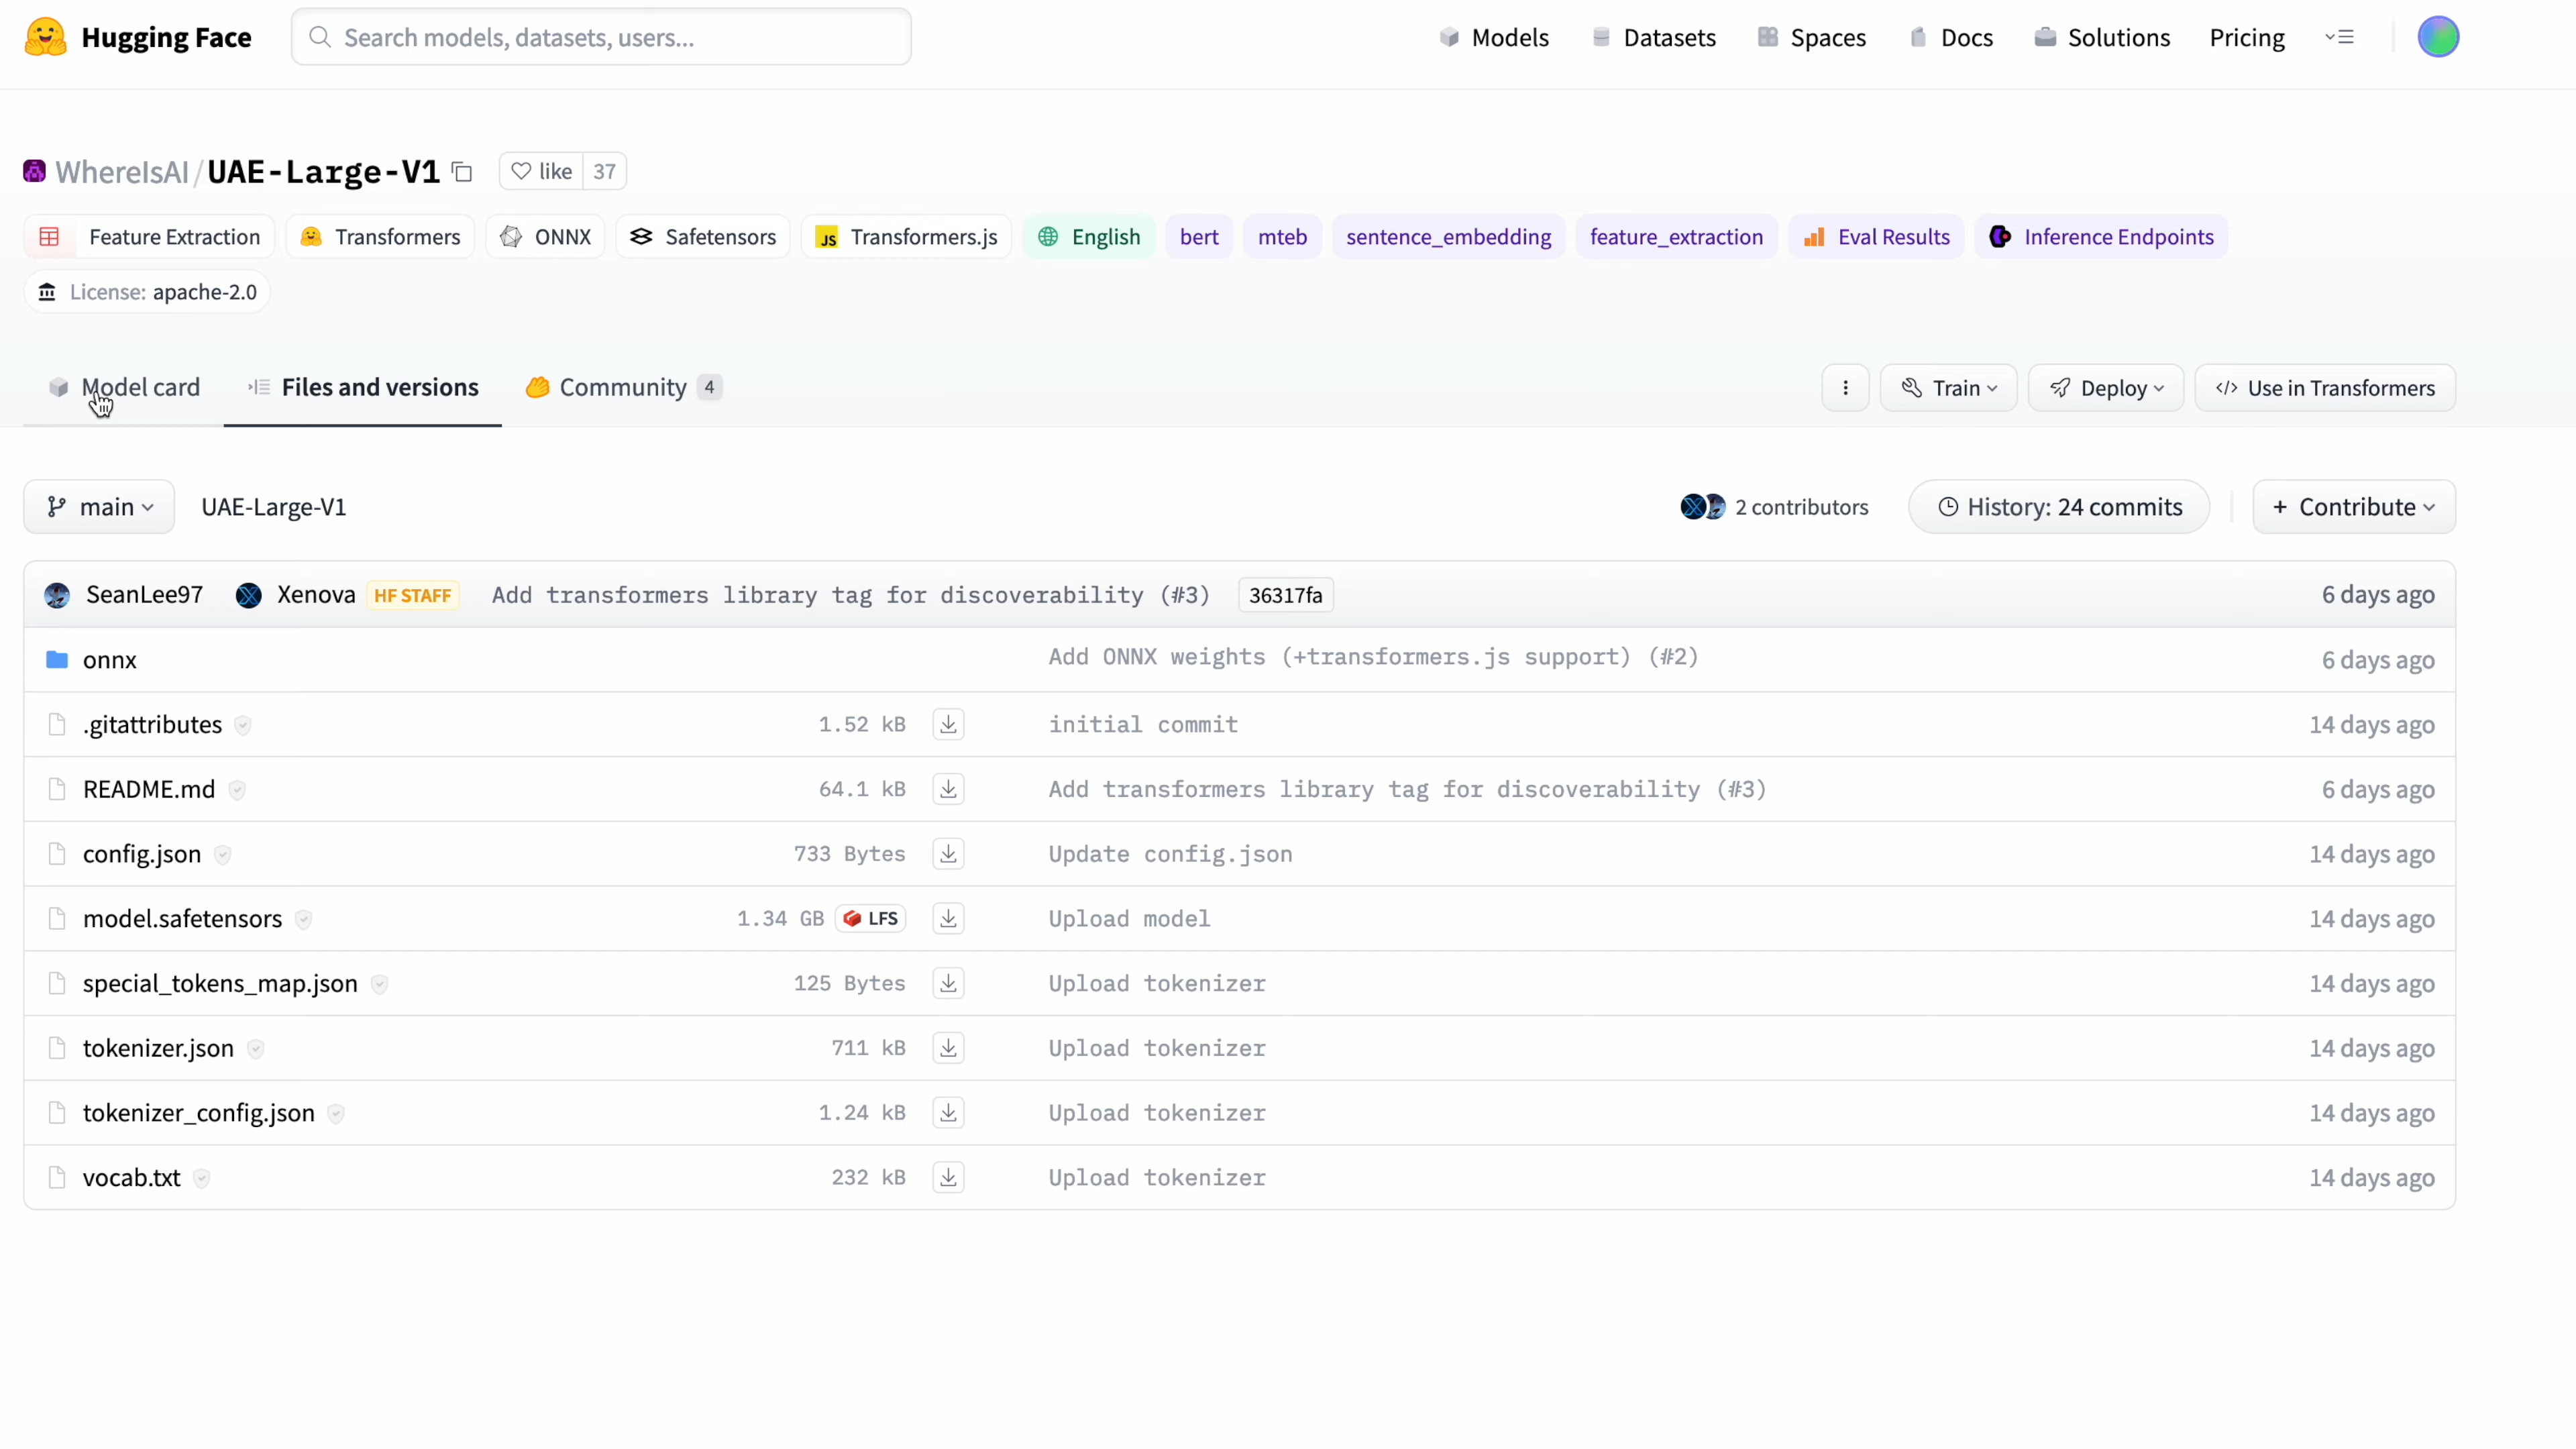 Hugging Face Search models, datasets, users... Models Datasets Spaces Docs Solutions Pricing
WhereIsAI/UAE-Large-V1 like 37
Feature Extraction Transformers ONNX Safetensors JS Transformers.js English bert mteb sentence_embedding feature_extraction Eval Results Inference Endpoints
License: apache-2.0
Model card Files and versions Community 4 Train Deploy </> Use in Transformers
main UAE-Large-V1 2 contributors History: 24 commits + Contribute
SeanLee97 Xenova HF STAFF Add transformers library tag for discoverability (#3) 36317fa 6 days ago
onnx Add ONNX weights (+transformers.js support) (#2) 6 days ago
.gitattributes 1.52 kB initial commit 14 days ago
README.md 64.1 kB Add transformers library tag for discoverability (#3) 6 days ago
config.json 733 Bytes Update config.json 14 days ago
model.safetensors 1.34 GB LFS Upload model 14 days ago
special_tokens_map.json 125 Bytes Upload tokenizer 14 days ago
tokenizer.json 711 kB Upload tokenizer 14 days ago
tokenizer_config.json 1.24 kB Upload tokenizer 14 days ago
vocab.txt 232 kB Upload tokenizer 14 days ago